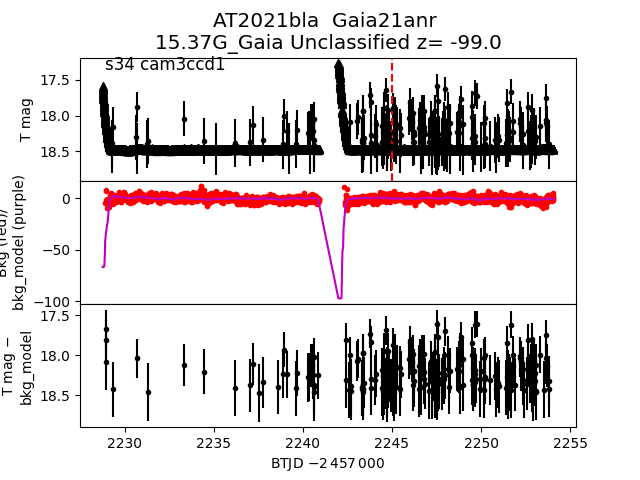 AT2021bla Gaia21anr
15.37G_Gaia Unclassified z= -99.0
s34 cam3ccd1
T mag
17.5
18.0
18.5
Bkg (red)/
bkg_model (purple)
0
−50
−100
T mag −
bkg_model
17.5
18.0
18.5
2230
2235
2240
2245
2250
2255
BTJD −2 457 000